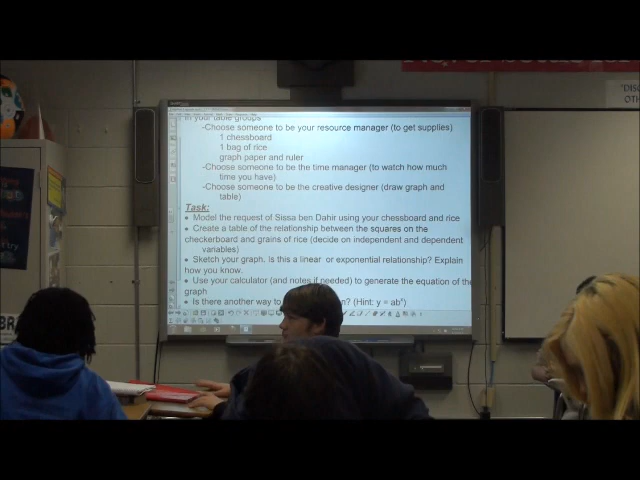 in your table groups
-Choose someone to be your resource manager (to get supplies)
1 chessboard
1 bag of rice
graph paper and ruler
-Choose someone to be the time manager (to watch how much
time you have)
-Choose someone to be the creative designer (draw graph and
table)
Task:
• Model the request of Sissa ben Dahir using your chessboard and rice
• Create a table of the relationship between the squares on the
checkerboard and grains of rice (decide on independent and dependent
variables)
• Sketch your graph. Is this a linear or exponential relationship? Explain
how you know.
• Use your calculator (and notes if needed) to generate the equation of the
graph
• Is there another way to n? (Hint: y = abˣ)
"DISC
OTH